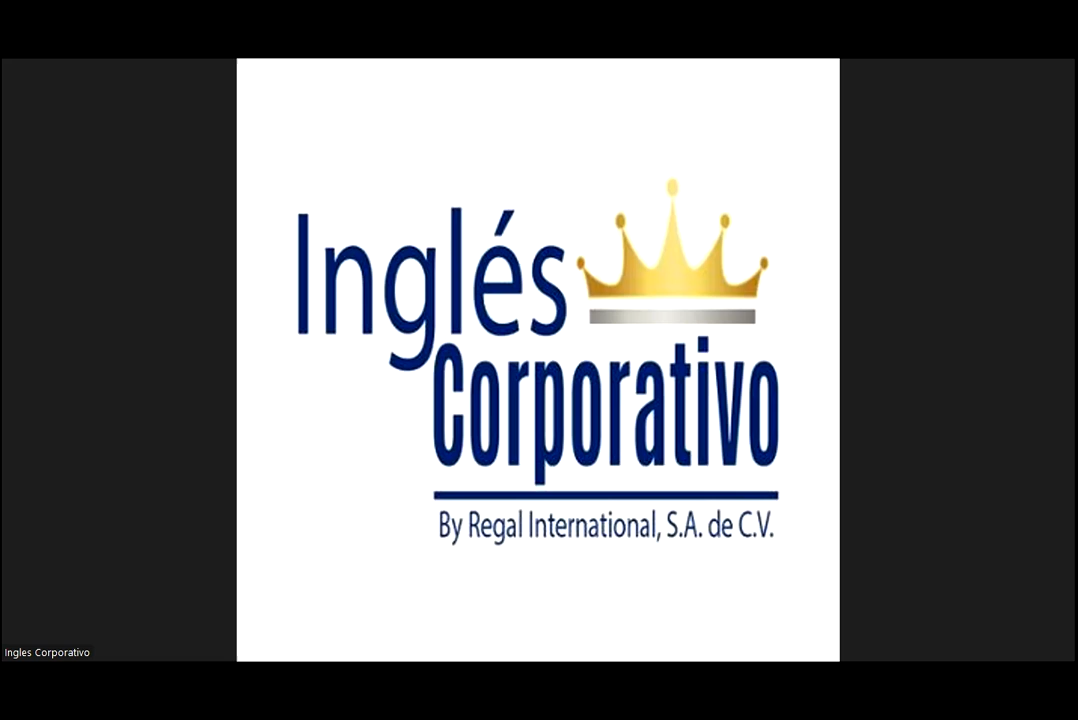 Inglés
Corporativo
By Regal International, S.A. de C.V.
Ingles Corporativo